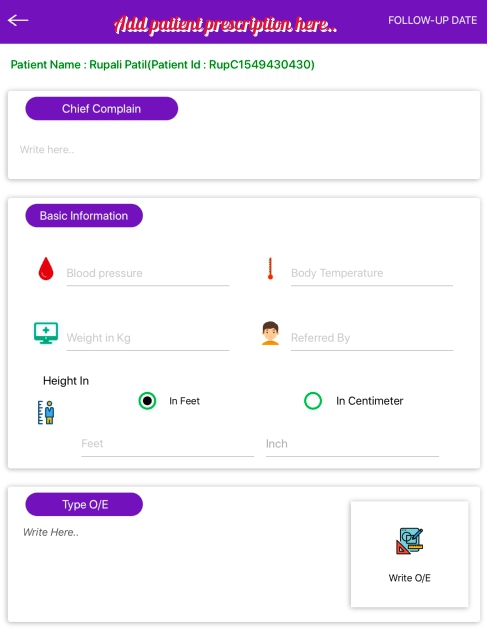 Add patient prescription here..
FOLLOW-UP DATE
Patient Name : Rupali Patil(Patient Id : RupC1549430430)
Chief Complain
Write here..
Basic Information
Blood pressure
Body Temperature
Weight in Kg
Referred By
Height In
In Feet
In Centimeter
Feet
Inch
Type O/E
Write Here..
Write O/E